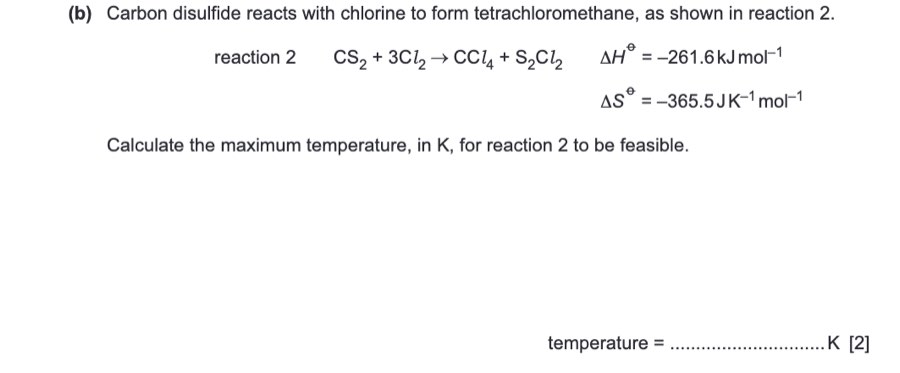 (b) Carbon disulfide reacts with chlorine to form tetrachloromethane, as shown in reaction 2.
reaction 2 CS₂ + 3Cl₂ → CCl₄ + S₂Cl₂ ΔH⦵ = –261.6 kJ mol⁻¹
ΔS⦵ = –365.5 J K⁻¹ mol⁻¹
Calculate the maximum temperature, in K, for reaction 2 to be feasible.
temperature = ............................. K [2]